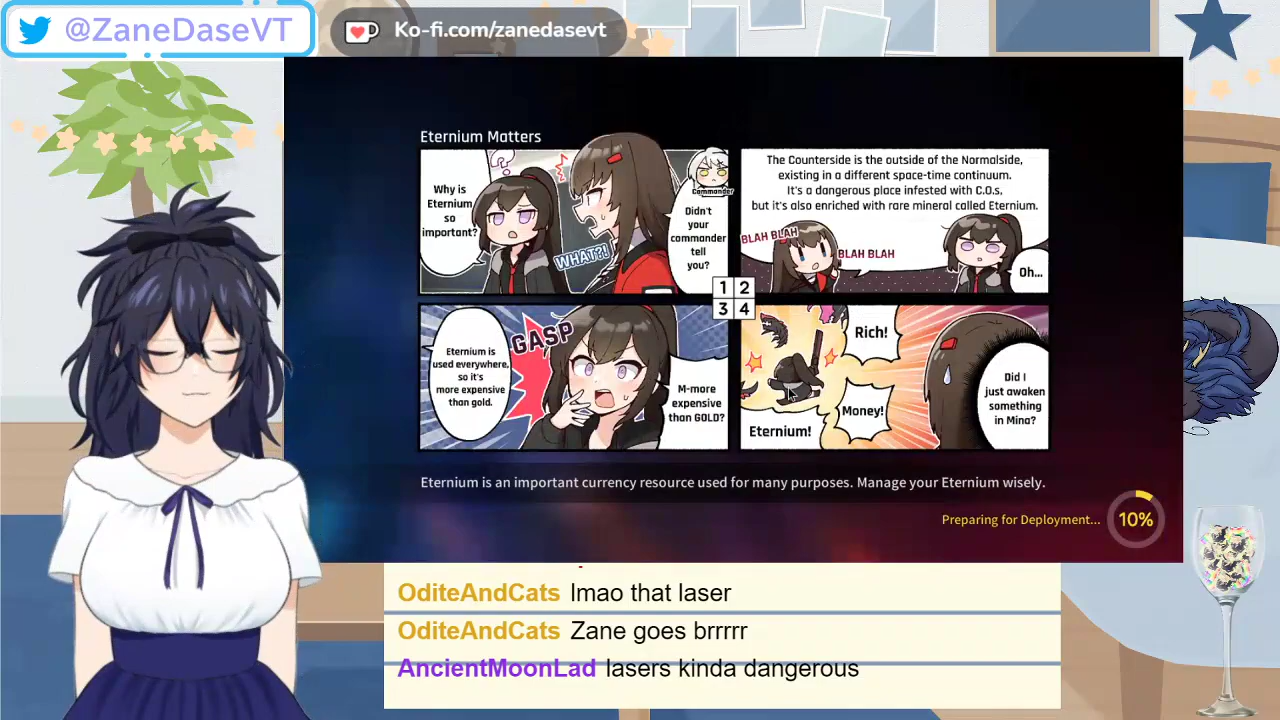 @ZaneDaseVT
Ko-fi.com/zanedasevt
Eternium Matters
Why is
Eternium
so
important?
?
WHAT?!
Commander
Didn't
your
commander
tell
you?
The Counterside is the outside of the Normalside,
existing in a different space-time continuum.
It's a dangerous place infested with C.O.s,
but it's also enriched with rare mineral called Eternium.
BLAH BLAH
BLAH BLAH
Oh...
1 2
3 4
Eternium is
used everywhere,
so it's
more expensive
than gold.
GASP
M-more
expensive
than GOLD?
Rich!
Money!
Eternium!
Did I
just awaken
something
in Mina?
Eternium is an important currency resource used for many purposes. Manage your Eternium wisely.
Preparing for Deployment...
10%
OditeAndCats lmao that laser
OditeAndCats Zane goes brrrrr
AncientMoonLad lasers kinda dangerous